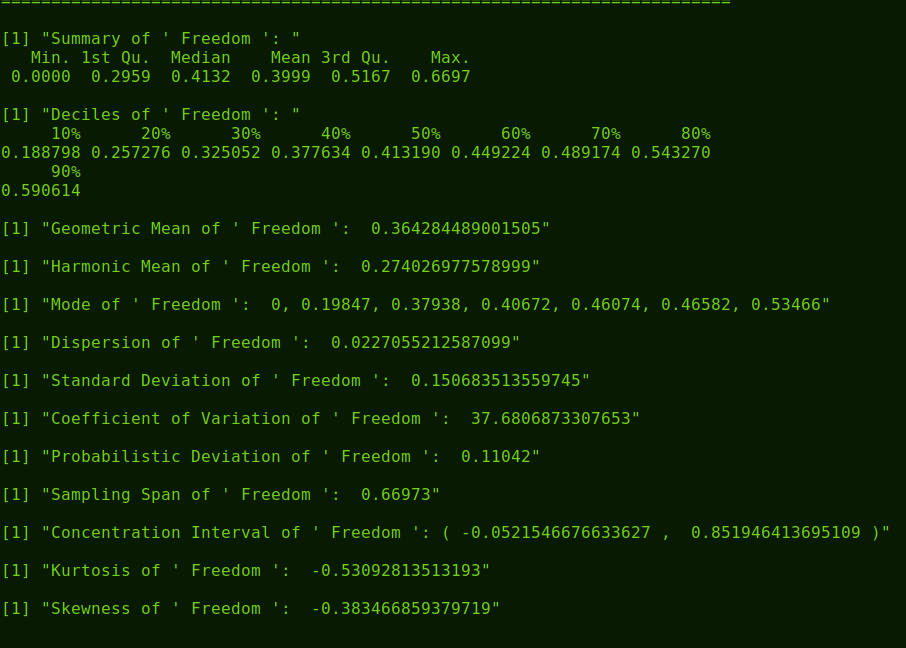 =========================================================================
[1] "Summary of ' Freedom ': "
   Min. 1st Qu.  Median    Mean 3rd Qu.    Max.
 0.0000  0.2959  0.4132  0.3999  0.5167  0.6697
[1] "Deciles of ' Freedom ': "
     10%      20%      30%      40%      50%      60%      70%      80%
0.188798 0.257276 0.325052 0.377634 0.413190 0.449224 0.489174 0.543270
     90%
0.590614
[1] "Geometric Mean of ' Freedom ':  0.364284489001505"
[1] "Harmonic Mean of ' Freedom ':  0.274026977578999"
[1] "Mode of ' Freedom ':  0, 0.19847, 0.37938, 0.40672, 0.46074, 0.46582, 0.53466"
[1] "Dispersion of ' Freedom ':  0.0227055212587099"
[1] "Standard Deviation of ' Freedom ':  0.150683513559745"
[1] "Coefficient of Variation of ' Freedom ':  37.6806873307653"
[1] "Probabilistic Deviation of ' Freedom ':  0.11042"
[1] "Sampling Span of ' Freedom ':  0.66973"
[1] "Concentration Interval of ' Freedom ': ( -0.0521546676633627 ,  0.851946413695109 )"
[1] "Kurtosis of ' Freedom ':  -0.53092813513193"
[1] "Skewness of ' Freedom ':  -0.383466859379719"